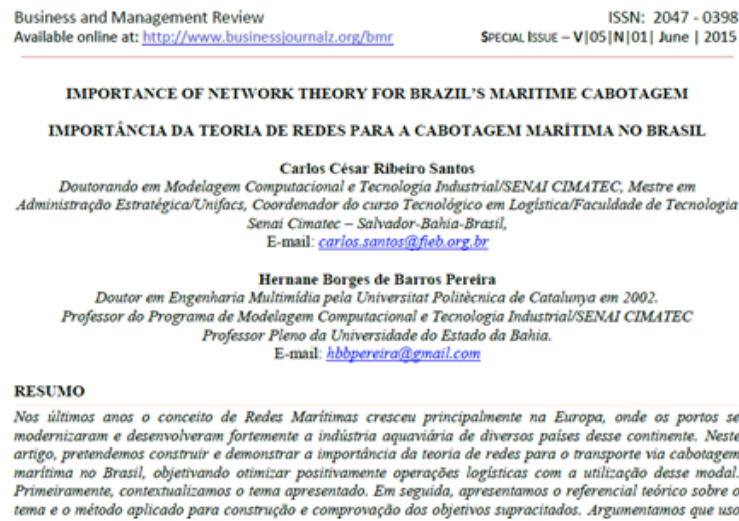 Business and Management Review
ISSN: 2047 - 0398
Available online at: http://www.businessjournalz.org/bmr
SPECIAL ISSUE – V|05|N|01| June | 2015
IMPORTANCE OF NETWORK THEORY FOR BRAZIL'S MARITIME CABOTAGEM
IMPORTÂNCIA DA TEORIA DE REDES PARA A CABOTAGEM MARÍTIMA NO BRASIL
Carlos César Ribeiro Santos
Doutorando em Modelagem Computacional e Tecnologia Industrial/SENAI CIMATEC, Mestre em
Administração Estratégica/Unifacs, Coordenador do curso Tecnológico em Logística/Faculdade de Tecnologia
Senai Cimatec – Salvador-Bahia-Brasil,
E-mail: carlos.santos@fieb.org.br
Hernane Borges de Barros Pereira
Doutor em Engenharia Multimídia pela Universitat Politècnica de Catalunya em 2002.
Professor do Programa de Modelagem Computacional e Tecnologia Industrial/SENAI CIMATEC
Professor Pleno da Universidade do Estado da Bahia.
E-mail: hbbpereira@gmail.com
RESUMO
Nos últimos anos o conceito de Redes Marítimas cresceu principalmente na Europa, onde os portos se
modernizaram e desenvolveram fortemente a indústria aquaviária de diversos países desse continente. Neste
artigo, pretendemos construir e demonstrar a importância da teoria de redes para o transporte via cabotagem
marítima no Brasil, objetivando otimizar positivamente operações logísticas com a utilização desse modal.
Primeiramente, contextualizamos o tema apresentado. Em seguida, apresentamos o referencial teórico sobre o
tema e o método aplicado para construção e comprovação dos objetivos supracitados. Argumentamos que uso